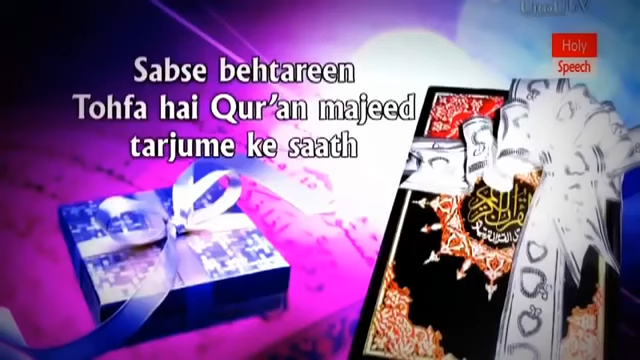 Holy
Speech
Sabse behtareen
Tohfa hai Qur'an majeed
tarjume ke saath